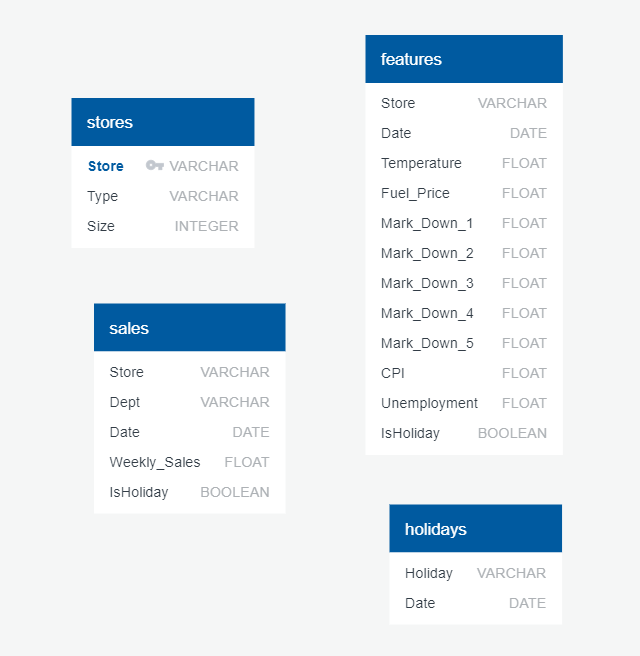 stores
Store VARCHAR
Type VARCHAR
Size INTEGER
sales
Store VARCHAR
Dept VARCHAR
Date DATE
Weekly_Sales FLOAT
IsHoliday BOOLEAN
features
Store VARCHAR
Date DATE
Temperature FLOAT
Fuel_Price FLOAT
Mark_Down_1 FLOAT
Mark_Down_2 FLOAT
Mark_Down_3 FLOAT
Mark_Down_4 FLOAT
Mark_Down_5 FLOAT
CPI FLOAT
Unemployment FLOAT
IsHoliday BOOLEAN
holidays
Holiday VARCHAR
Date DATE